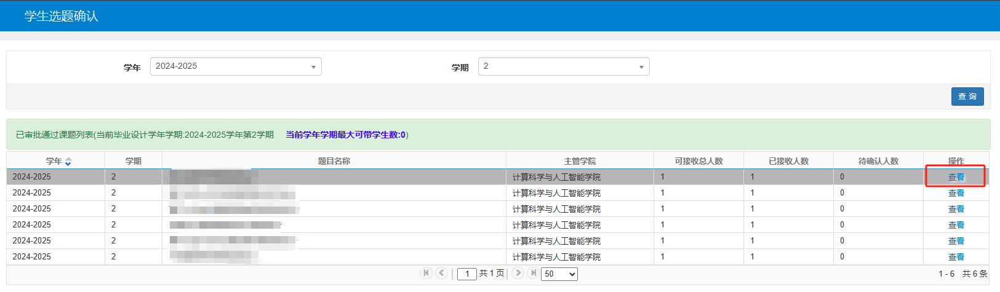 学生选题确认
学年 2024-2025 学期 2
查 询
已审批通过课题列表(当前毕业设计学年学期:2024-2025学年第2学期 当前学年学期最大可带学生数:0)
学年 学期 题目名称 主管学院 可接收总人数 已接收人数 待确认人数 操作
2024-2025 2 计算科学与人工智能学院 1 1 0 查看
2024-2025 2 计算科学与人工智能学院 1 1 0 查看
2024-2025 2 计算科学与人工智能学院 1 1 0 查看
2024-2025 2 计算科学与人工智能学院 1 1 0 查看
2024-2025 2 计算科学与人工智能学院 1 1 0 查看
2024-2025 2 计算科学与人工智能学院 1 1 0 查看
1 共 1 页 50 1 - 6 共 6 条